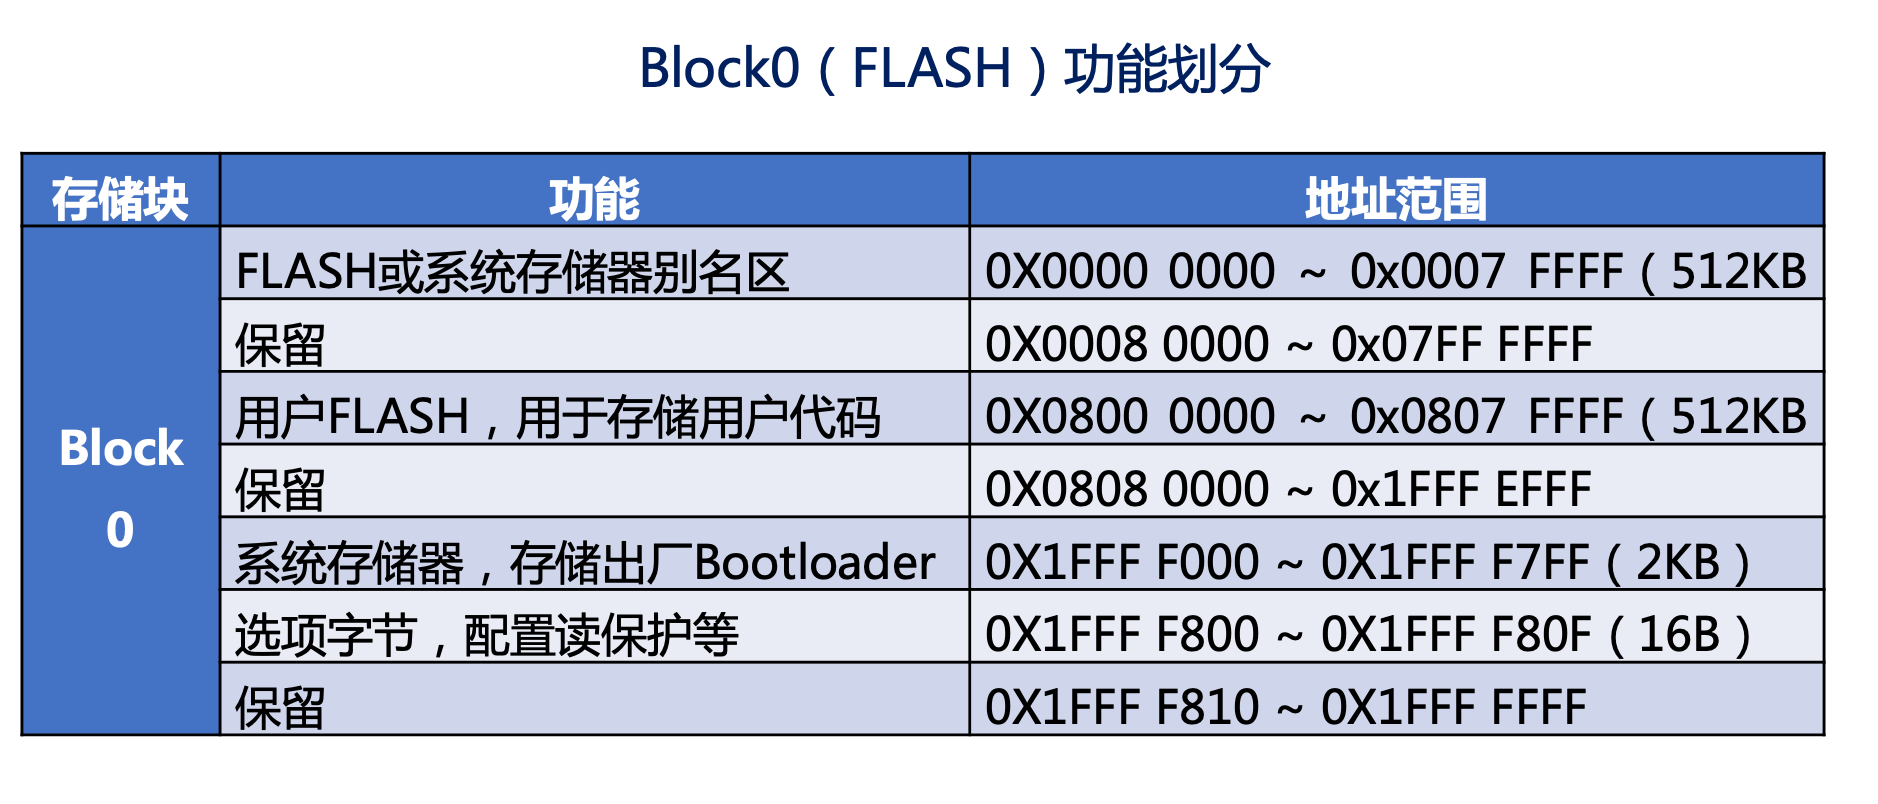 Block0（FLASH）功能划分
存储块 功能 地址范围
FLASH或系统存储器别名区 0X0000 0000 ~ 0x0007 FFFF（512KB
保留 0X0008 0000 ~ 0x07FF FFFF
用户FLASH，用于存储用户代码 0X0800 0000 ~ 0x0807 FFFF（512KB
保留 0X0808 0000 ~ 0x1FFF EFFF
Block
0
系统存储器，存储出厂Bootloader 0X1FFF F000 ~ 0X1FFF F7FF（2KB）
选项字节，配置读保护等 0X1FFF F800 ~ 0X1FFF F80F（16B）
保留 0X1FFF F810 ~ 0X1FFF FFFF